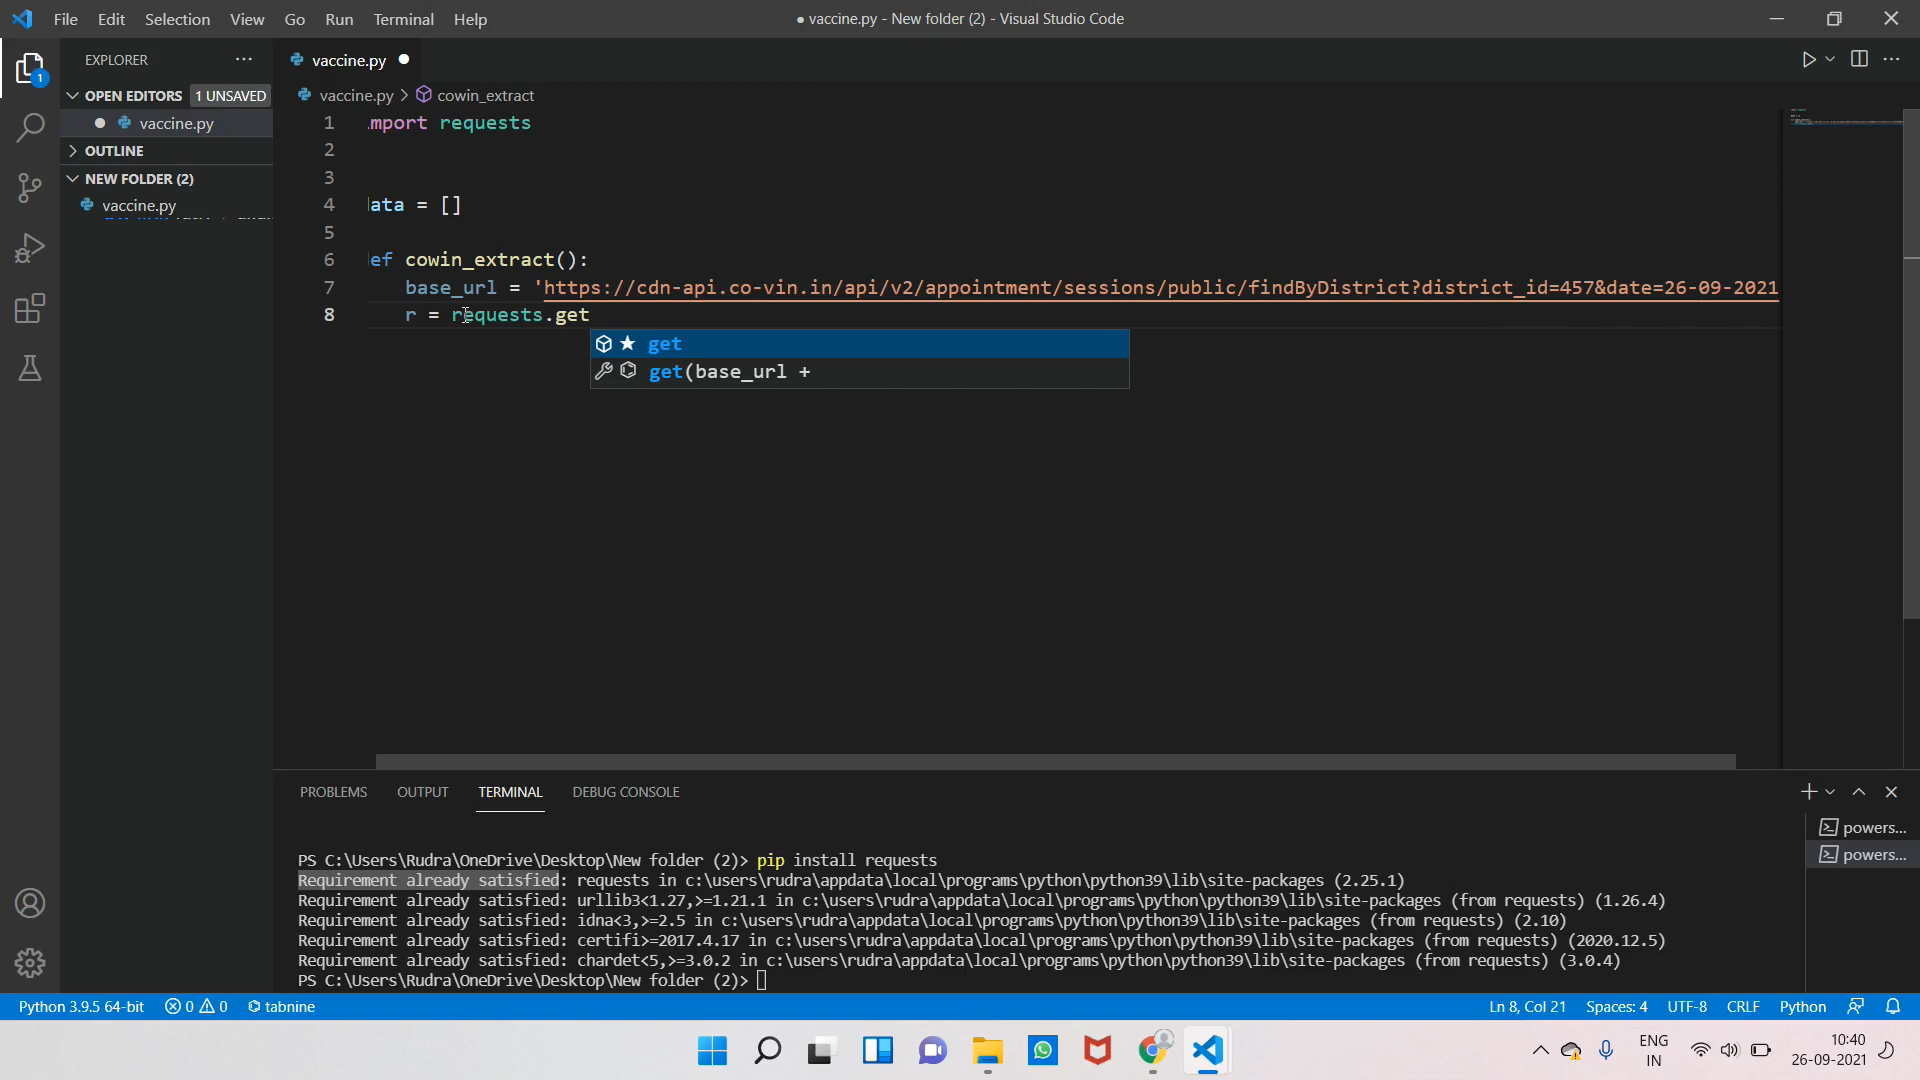 File Edit Selection View Go Run Terminal Help
● vaccine.py - New folder (2) - Visual Studio Code
EXPLORER
OPEN EDITORS 1 UNSAVED
vaccine.py
OUTLINE
NEW FOLDER (2)
vaccine.py
1
vaccine.py
vaccine.py > cowin_extract
1 mport requests
2
3
4 ata = []
5
6 ef cowin_extract():
7 base_url = 'https://cdn-api.co-vin.in/api/v2/appointment/sessions/public/findByDistrict?district_id=457&date=26-09-2021
8 r = requests.get
get
get(base_url +
PROBLEMS OUTPUT TERMINAL DEBUG CONSOLE
powers...
powers...
PS C:\Users\Rudra\OneDrive\Desktop\New folder (2)> pip install requests
Requirement already satisfied: requests in c:\users\rudra\appdata\local\programs\python\python39\lib\site-packages (2.25.1)
Requirement already satisfied: urllib3<1.27,>=1.21.1 in c:\users\rudra\appdata\local\programs\python\python39\lib\site-packages (from requests) (1.26.4)
Requirement already satisfied: idna<3,>=2.5 in c:\users\rudra\appdata\local\programs\python\python39\lib\site-packages (from requests) (2.10)
Requirement already satisfied: certifi>=2017.4.17 in c:\users\rudra\appdata\local\programs\python\python39\lib\site-packages (from requests) (2020.12.5)
Requirement already satisfied: chardet<5,>=3.0.2 in c:\users\rudra\appdata\local\programs\python\python39\lib\site-packages (from requests) (3.0.4)
PS C:\Users\Rudra\OneDrive\Desktop\New folder (2)>
Python 3.9.5 64-bit 0 0 tabnine Ln 8, Col 21 Spaces: 4 UTF-8 CRLF Python
ENG
IN
10:40
26-09-2021